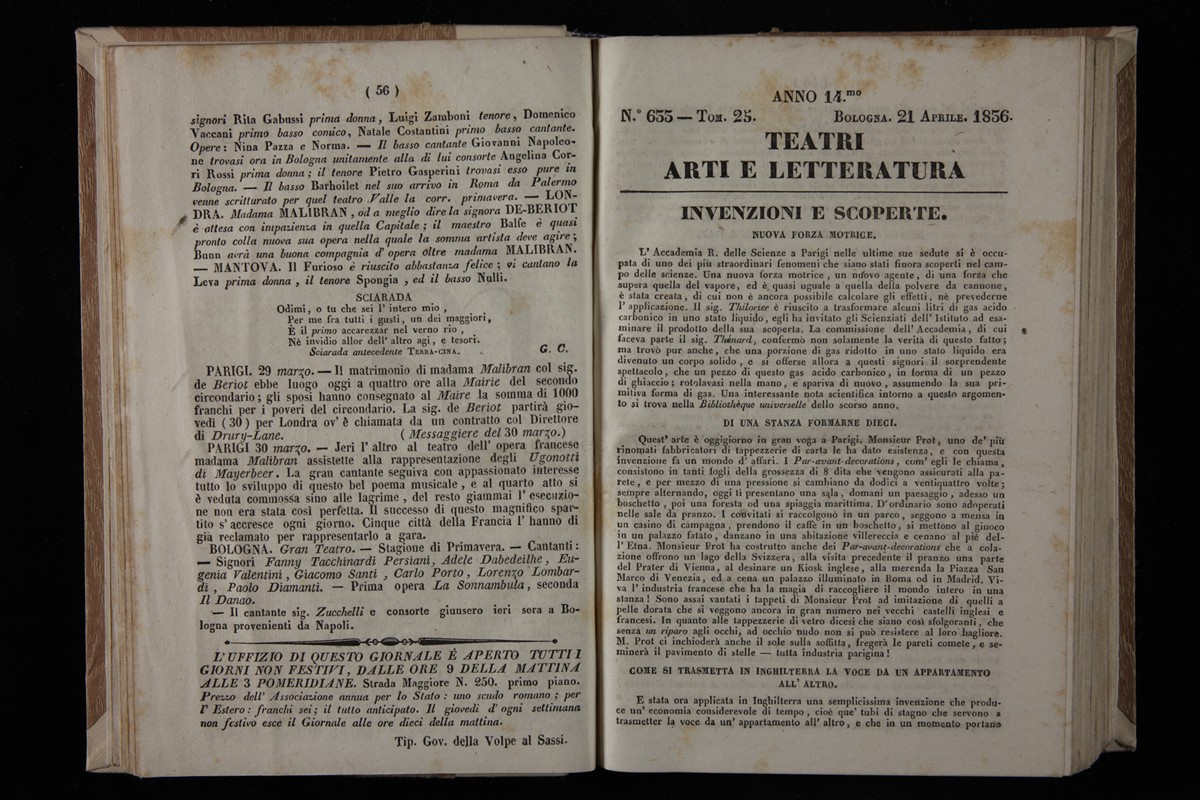 ( 56 )
signori Rita Gabussi prima donna, Luigi Zamboni tenore, Domenico
Vaccani primo basso comico, Natale Costantini primo basso cantante.
Opere: Nina Pazza e Norma. — Il basso cantante Giovanni Napoleo-
ne trovasi ora in Bologna unitamente alla di lui consorte Angelina Cor-
ri Rossi prima donna; il tenore Pietro Gasperini trovasi esso pure in
Bologna. — Il basso Barhoilet nel suo arrivo in Roma da Palermo
venne scritturato per quel teatro Valle la corr. primavera. — LON-
DRA. Madama MALIBRAN, od a meglio dire la signora DE-BERIOT
è attesa con impazienza in quella Capitale; il maestro Balfe è quasi
pronto colla nuova sua opera nella quale la somma artista deve agire;
Bunn avrà una buona compagnia d' opera oltre madama MALIBRAN.
— MANTOVA. Il Furioso è riuscito abbastanza felice; vi cantano la
Leva prima donna, il tenore Spongia, ed il basso Nulli.
SCIARADA
Odimi, o tu che sei l' intero mio,
Per me fra tutti i gusti, un dei maggiori,
È il primo accarezzar nel verno rio,
Nè invidio allor dell' altro agi, e tesori.
Sciarada antecedente TERRA-CINA. G. C.
PARIGI. 29 marzo. — Il matrimonio di madama Malibran col sig.
de Beriot ebbe luogo oggi a quattro ore alla Mairie del secondo
circondario; gli sposi hanno consegnato al Maire la somma di 1000
franchi per i poveri del circondario. La sig. de Beriot partirà gio-
vedì (30) per Londra ov' è chiamata da un contratto col Direttore
di Drury-Lane. (Messaggiere del 30 marzo.)
PARIGI 30 marzo. — Jeri l' altro al teatro dell' opera francese
madama Malibran assistette alla rappresentazione degli Ugonotti
di Mayerbeer. La gran cantante seguiva con appassionato interesse
tutto lo sviluppo di questo bel poema musicale, e al quarto atto si
è veduta commossa sino alle lagrime, del resto giammai l' esecuzio-
ne non era stata così perfetta. Il successo di questo magnifico spar-
tito s' accresce ogni giorno. Cinque città della Francia l' hanno di
già reclamato per rappresentarlo a gara.
BOLOGNA. Gran Teatro. — Stagione di Primavera. — Cantanti:
— Signori Fanny Tacchinardi Persiani, Adele Dabedeilhe, Eu-
genia Valentini, Giacomo Santi, Carlo Porto, Lorenzo Lombar-
di, Paolo Diamanti. — Prima opera La Sonnambula, seconda
Il Danao.
— Il cantante sig. Zucchelli e consorte giunsero ieri sera a Bo-
logna provenienti da Napoli.
L'UFFIZIO DI QUESTO GIORNALE È APERTO TUTTI I
GIORNI NON FESTIVI, DALLE ORE 9 DELLA MATTINA
ALLE 3 POMERIDIANE. Strada Maggiore N. 250. primo piano.
Prezzo dell' Associazione annua per lo Stato: uno scudo romano; per
l' Estero: franchi sei; il tutto anticipato. Il giovedì d' ogni settimana
non festivo esce il Giornale alle ore dieci della mattina.
Tip. Gov. della Volpe al Sassi.
ANNO 14.mo
N.° 635 — TOM. 25. BOLOGNA. 21 APRILE. 1836.
TEATRI
ARTI E LETTERATURA
INVENZIONI E SCOPERTE.
NUOVA FORZA MOTRICE.
L' Accademia R. delle Scienze a Parigi nelle ultime sue sedute si è occu-
pata di uno dei più straordinari fenomeni che siano stati finora scoperti nel cam-
po delle scienze. Una nuova forza motrice, un nuovo agente, di una forza che
supera quella del vapore, ed è quasi uguale a quella della polvere da cannone,
è stata creata, di cui non è ancora possibile calcolare gli effetti, nè prevederne
l' applicazione. Il sig. Thilorier è riuscito a trasformare alcuni litri di gas acido
carbonico in uno stato liquido, egli ha invitato gli Scienziati dell' Istituto ad esa-
minare il prodotto della sua scoperta. La commissione dell' Accademia, di cui
faceva parte il sig. Thénard, confermò non solamente la verità di questo fatto;
ma trovò pur anche, che una porzione di gas ridotto in uno stato liquido era
divenuto un corpo solido, e si offerse allora a questi signori il sorprendente
spettacolo, che un pezzo di questo gas acido carbonico, in forma di un pezzo
di ghiaccio; rotolavasi nella mano, e spariva di nuovo, assumendo la sua pri-
mitiva forma di gas. Una interessante nota scientifica intorno a questo argomen-
to si trova nella Bibliothèque universelle dello scorso anno.
DI UNA STANZA FORMARNE DIECI.
Quest' arte è oggigiorno in gran voga a Parigi. Monsieur Prot, uno de' più
rinomati fabbricatori di tappezzerie di carta le ha dato esistenza, e con questa
invenzione fa un mondo d' affari. I Par-avant-decorations, com' egli le chiama,
consistono in tanti fogli della grossezza di 8 dita che vengono assicurati alla pa-
rete, e per mezzo di una pressione si cambiano da dodici a ventiquattro volte;
sempre alternando, oggi ti presentano una sala, domani un paesaggio, adesso un
boschetto, poi una foresta od una spiaggia marittima. D' ordinario sono adoperati
nelle sale da pranzo. I convitati si raccolgono in un parco, seggono a mensa in
un casino di campagna, prendono il caffè in un boschetto, si mettono al giuoco
in un palazzo fatato, danzano in una abitazione villereccia e cenano al piè del-
l' Etna. Monsieur Prot ha costrutto anche dei Par-avant-decorations che a cola-
zione offrono un lago della Svizzera, alla visita precedente il pranzo una parte
del Prater di Vienna, al desinare un Kiosk inglese, alla merenda la Piazza San
Marco di Venezia, ed a cena un palazzo illuminato in Roma od in Madrid. Vi-
va l' industria francese che ha la magia di raccogliere il mondo intero in una
stanza! Sono assai vantati i tappeti di Monsieur Prot ad imitazione di quelli a
pelle dorata che si veggono ancora in gran numero nei vecchi castelli inglesi e
francesi. In quanto alle tappezzerie di vetro dicesi che siano così sfolgoranti, che
senza un riparo agli occhi, ad occhio nudo non si può resistere al loro bagliore.
M. Prot ci inchioderà anche il sole sulla soffitta, fregerà le pareti comete, e se-
minerà il pavimento di stelle — tutta industria parigina!
COME SI TRASMETTA IN INGHILTERRA LA VOCE DA UN APPARTAMENTO
ALL' ALTRO.
E stata ora applicata in Inghilterra una semplicissima invenzione che produ-
ce un' economia considerevole di tempo, cioè que' tubi di stagno che servono a
trasmetter la voce da un' appartamento all' altro, e che in un momento portano